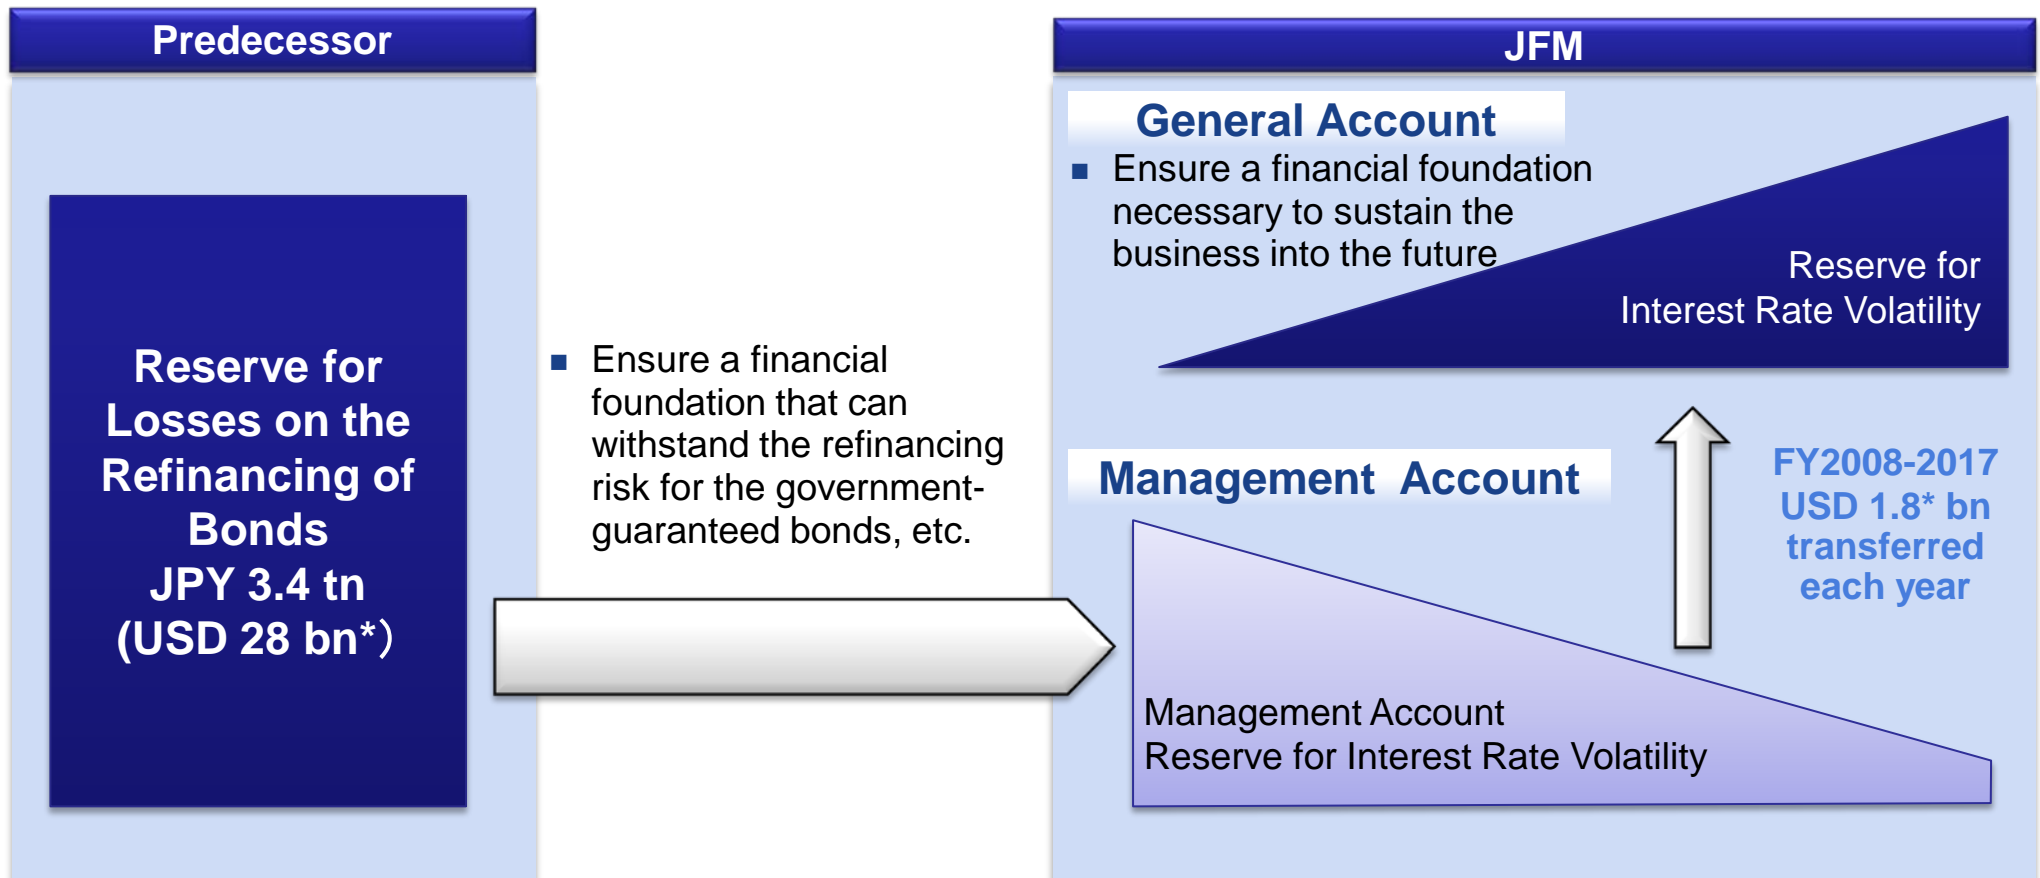 Predecessor
Reserve for
Losses on the
Refinancing of
Bonds
JPY 3.4 tn
(USD 28 bn*）
■ Ensure a financial
foundation that can
withstand the refinancing
risk for the government-
guaranteed bonds, etc.
JFM
General Account
■ Ensure a financial foundation
necessary to sustain the
business into the future
Reserve for
Interest Rate Volatility
Management Account
FY2008-2017
USD 1.8* bn
transferred
each year
Management Account
Reserve for Interest Rate Volatility